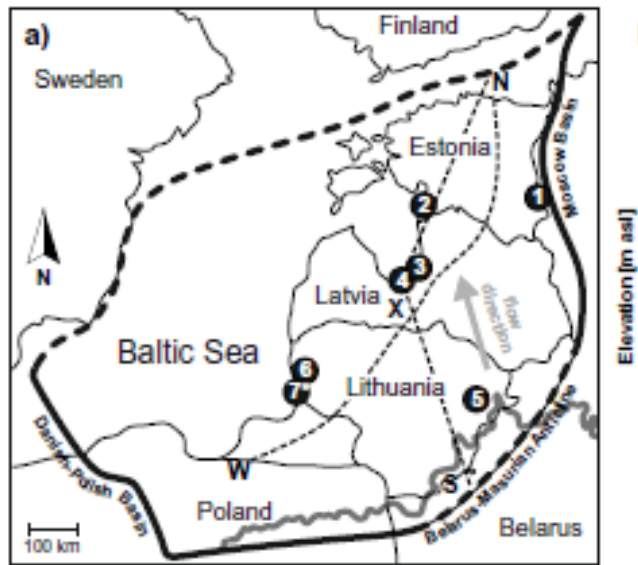 a)
Finland
Sweden
N
Estonia
Moscow Basin
1
2
N
3
4
Latvia
X
flow
direction
Baltic Sea
6
7
Lithuania
5
W
S
Danish-Polish Basin
Poland
Belarus-Masurian Anteclise
Belarus
100 km
Elevation [m asl]